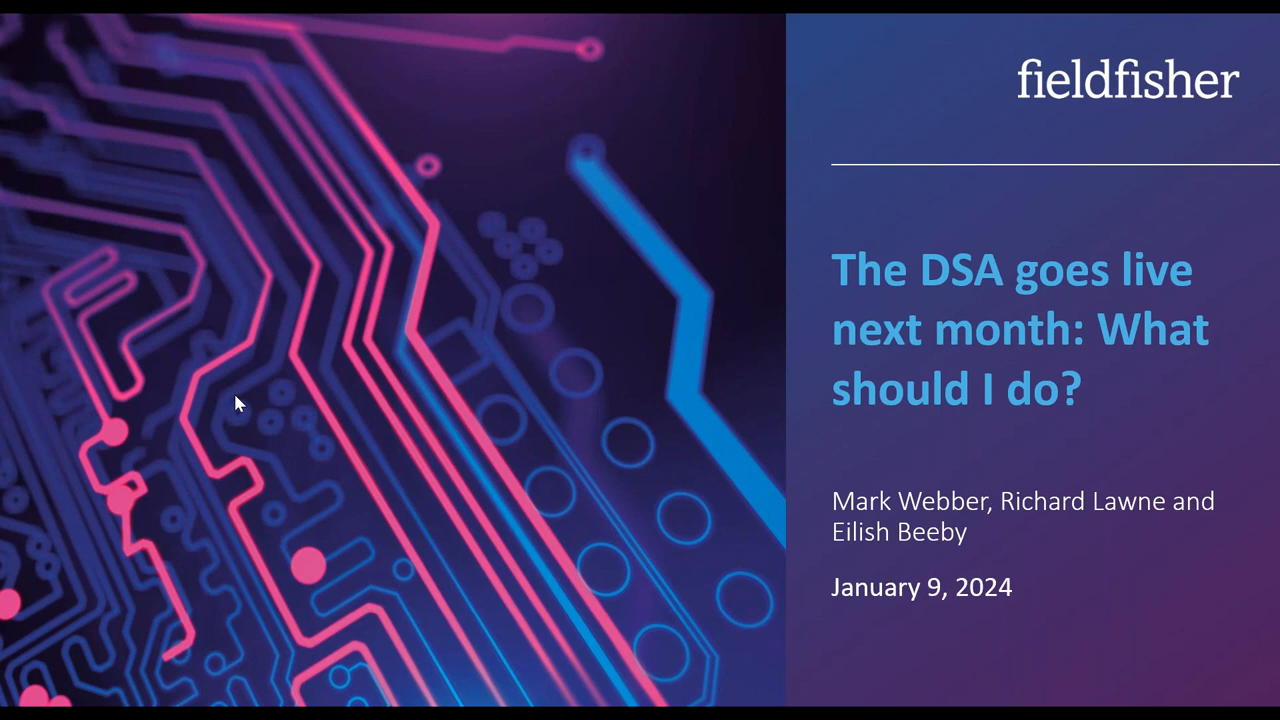 fieldfisher
The DSA goes live
next month: What
should I do?
Mark Webber, Richard Lawne and
Eilish Beeby
January 9, 2024